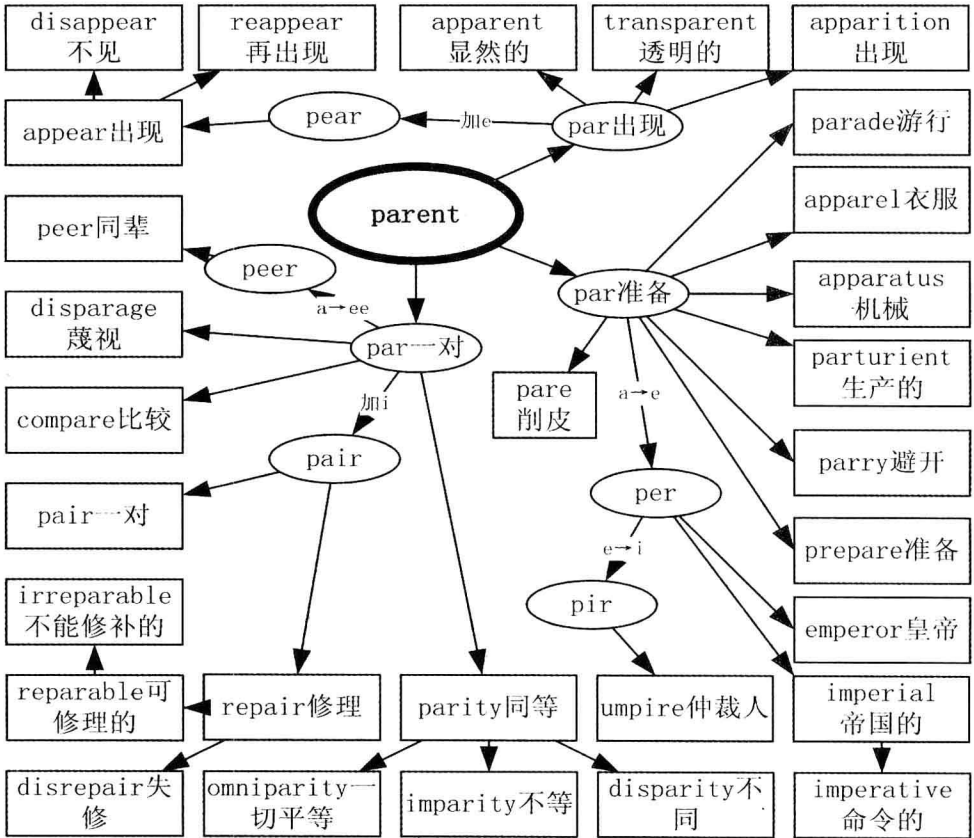 disappear
不见
reappear
再出现
apparent
显然的
transparent
透明的
apparition
出现
appear出现
pear
加e
par出现
parade游行
parent
apparel衣服
peer同辈
peer
par准备
apparatus
机械
a→ee
disparage
蔑视
par一对
parturient
生产的
pare
削皮
a→e
compare比较
加i
pair
parry避开
per
pair一对
prepare准备
e→i
irreparable
不能修补的
pir
emperor皇帝
reparable可
修理的
repair修理
parity同等
umpire仲裁人
imperial
帝国的
disrepair失
修
omniparity一
切平等
imparity不等
disparity不
同
imperative
命令的